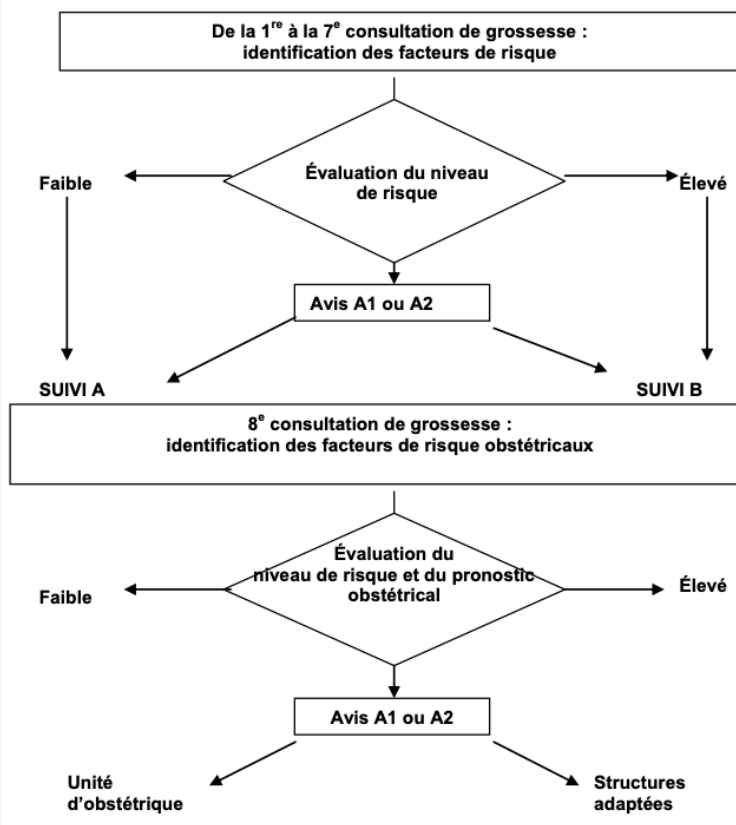 De la 1re à la 7e consultation de grossesse :
identification des facteurs de risque
Évaluation du niveau
de risque
Faible
Élevé
Avis A1 ou A2
SUIVI A
SUIVI B
8e consultation de grossesse :
identification des facteurs de risque obstétricaux
Évaluation du
niveau de risque et du pronostic
obstétrical
Faible
Élevé
Avis A1 ou A2
Unité
d’obstétrique
Structures
adaptées